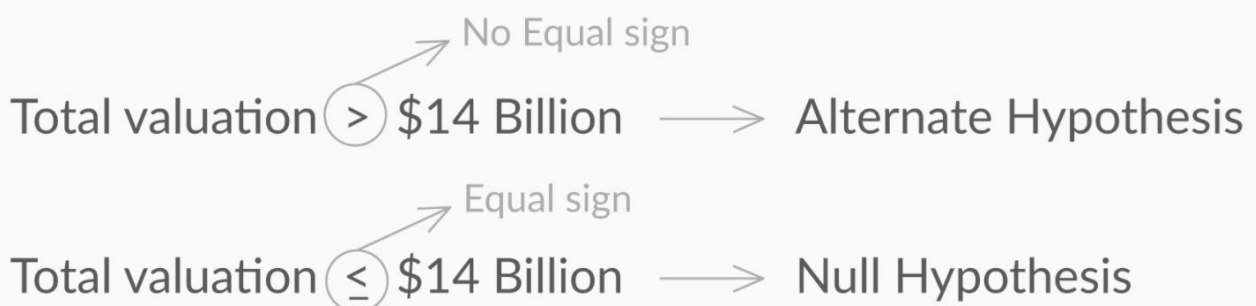 No Equal sign
Total valuation > $14 Billion → Alternate Hypothesis
Equal sign
Total valuation ≤ $14 Billion → Null Hypothesis